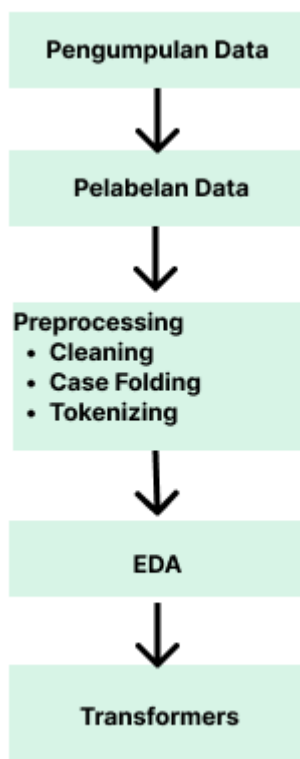 Pengumpulan Data
Pelabelan Data
Preprocessing
• Cleaning
• Case Folding
• Tokenizing
EDA
Transformers